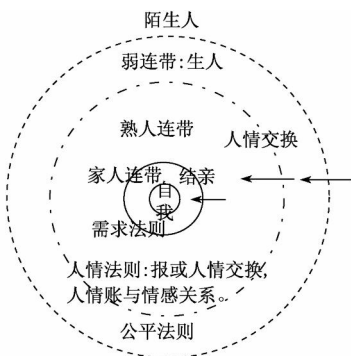 陌生人
弱连带:生人
熟人连带
人情交换
家人连带 结亲
自
我
需求法则
人情法则:报或人情交换,
人情账与情感关系。
公平法则